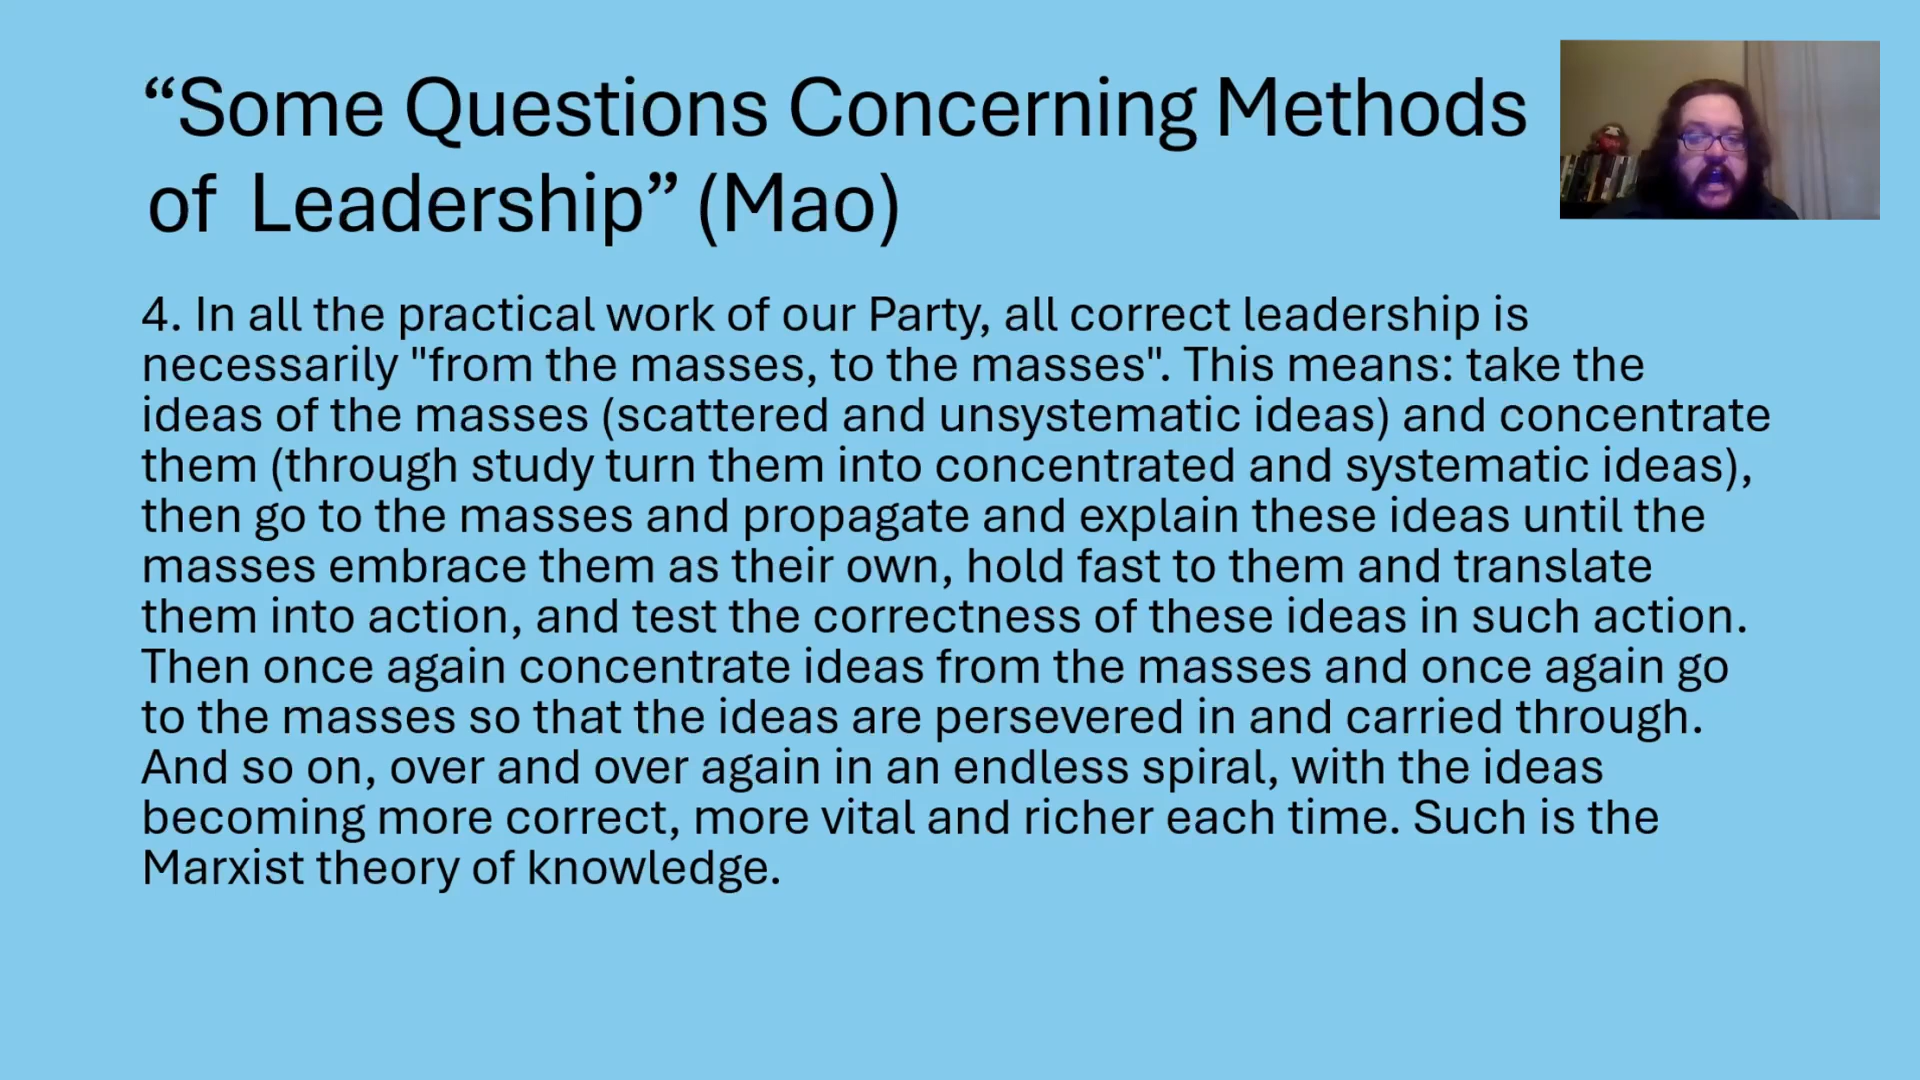 “Some Questions Concerning Methods
of Leadership” (Mao)
4. In all the practical work of our Party, all correct leadership is
necessarily "from the masses, to the masses". This means: take the
ideas of the masses (scattered and unsystematic ideas) and concentrate
them (through study turn them into concentrated and systematic ideas),
then go to the masses and propagate and explain these ideas until the
masses embrace them as their own, hold fast to them and translate
them into action, and test the correctness of these ideas in such action.
Then once again concentrate ideas from the masses and once again go
to the masses so that the ideas are persevered in and carried through.
And so on, over and over again in an endless spiral, with the ideas
becoming more correct, more vital and richer each time. Such is the
Marxist theory of knowledge.